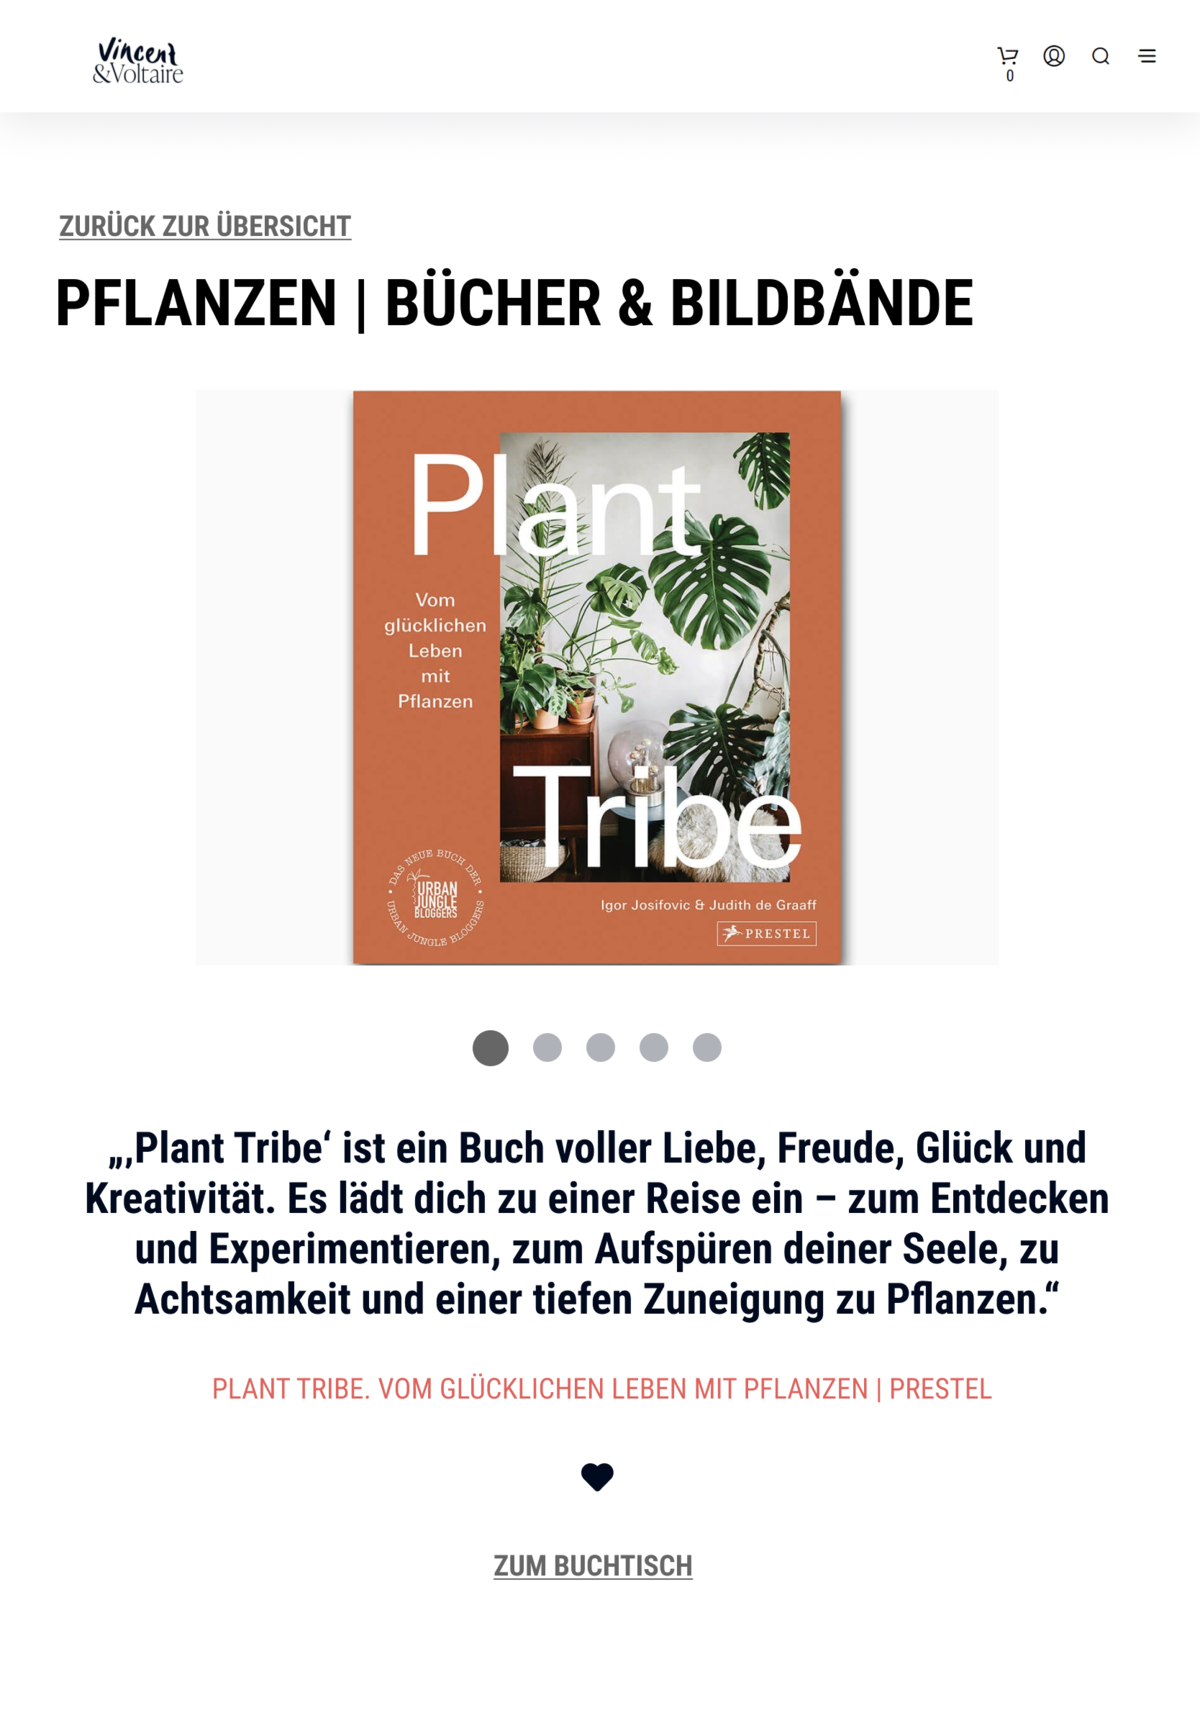 Vincent
&Voltaire
0
ZURÜCK ZUR ÜBERSICHT
PFLANZEN | BÜCHER & BILDBÄNDE
Plant
Vom
glücklichen
Leben
mit
Pflanzen
Tribe
DAS NEUE BUCH DER
URBAN
JUNGLE
BLOGGERS
URBAN JUNGLE BLOGGERS
Igor Josifovic & Judith de Graaff
PRESTEL
„‚Plant Tribe‘ ist ein Buch voller Liebe, Freude, Glück und
Kreativität. Es lädt dich zu einer Reise ein – zum Entdecken
und Experimentieren, zum Aufspüren deiner Seele, zu
Achtsamkeit und einer tiefen Zuneigung zu Pflanzen.“
PLANT TRIBE. VOM GLÜCKLICHEN LEBEN MIT PFLANZEN | PRESTEL
ZUM BUCHTISCH